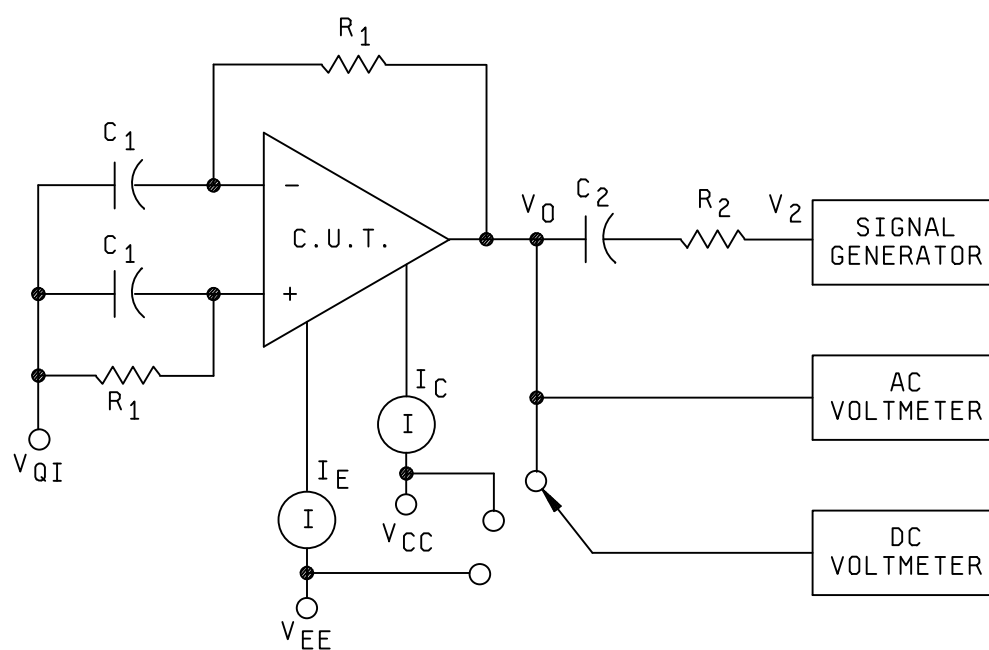 R1
C1
−
C.U.T.
VO
C2
R2
V2
SIGNAL
GENERATOR
C1
+
R1
IC
AC
VOLTMETER
I
VQI
IE
VCC
I
DC
VOLTMETER
VEE